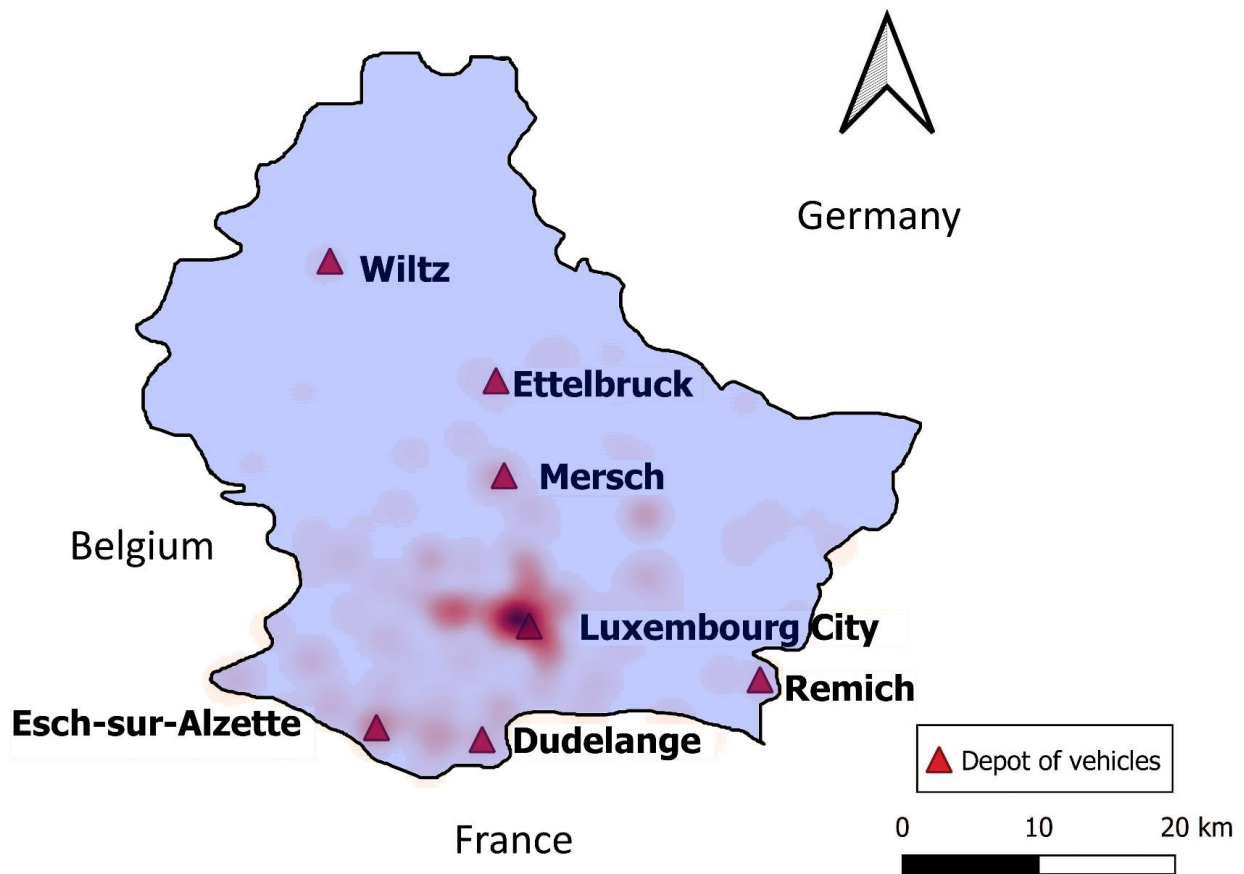 Germany
Wiltz
Ettelbruck
Mersch
Belgium
Luxembourg City
Remich
Esch-sur-Alzette
Dudelange
Depot of vehicles
France
0 10 20 km